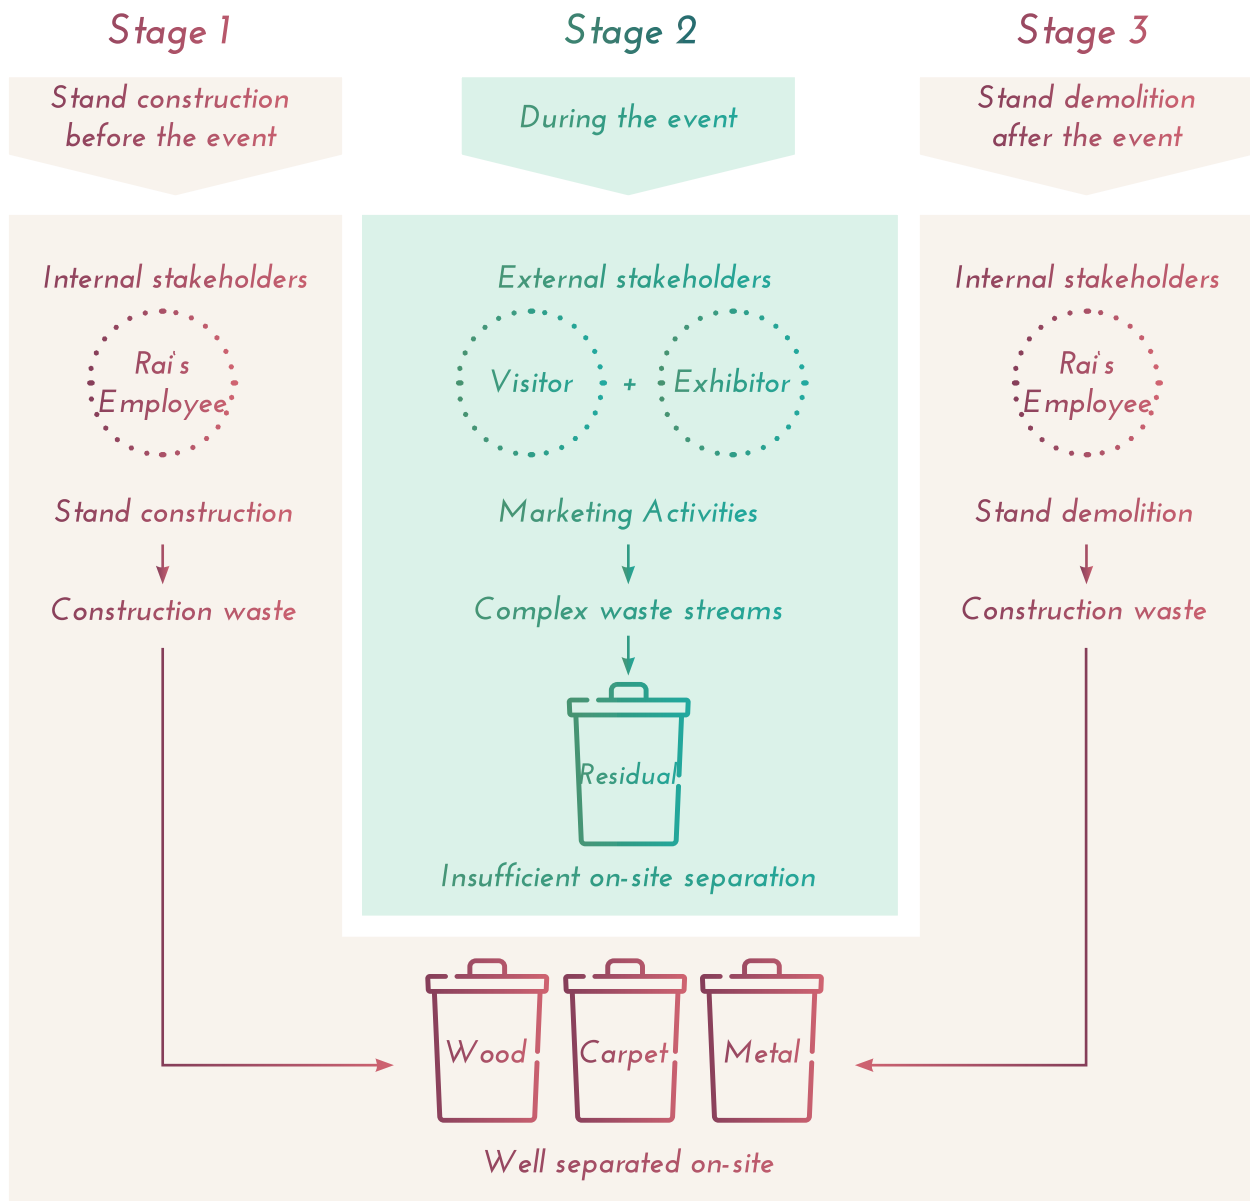 Stage 1
Stage 2
Stage 3
Stand construction
before the event
During the event
Stand demolition
after the event
Internal stakeholders
Rai's
Employee
Stand construction
Construction waste
External stakeholders
Visitor + Exhibitor
Marketing Activities
Complex waste streams
Residual
Insufficient on-site separation
Internal stakeholders
Rai's
Employee
Stand demolition
Construction waste
Wood
Carpet
Metal
Well separated on-site